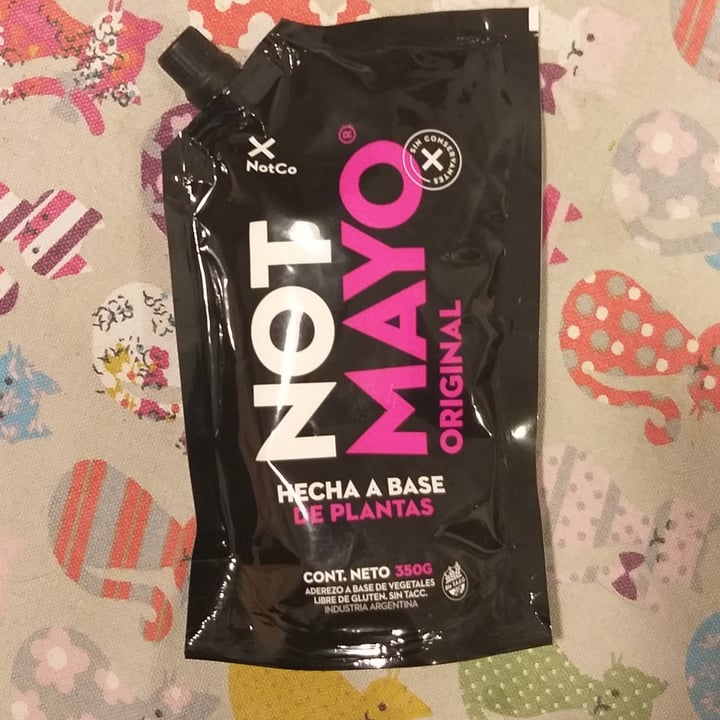 NotCo
NOT
MAYO®
ORIGINAL
SIN CONSERVANTES
HECHA A BASE
DE PLANTAS
CONT. NETO 350G
ADEREZO A BASE DE VEGETALES
LIBRE DE GLUTEN, SIN TACC.
INDUSTRIA ARGENTINA
Sin T.A.C.C.